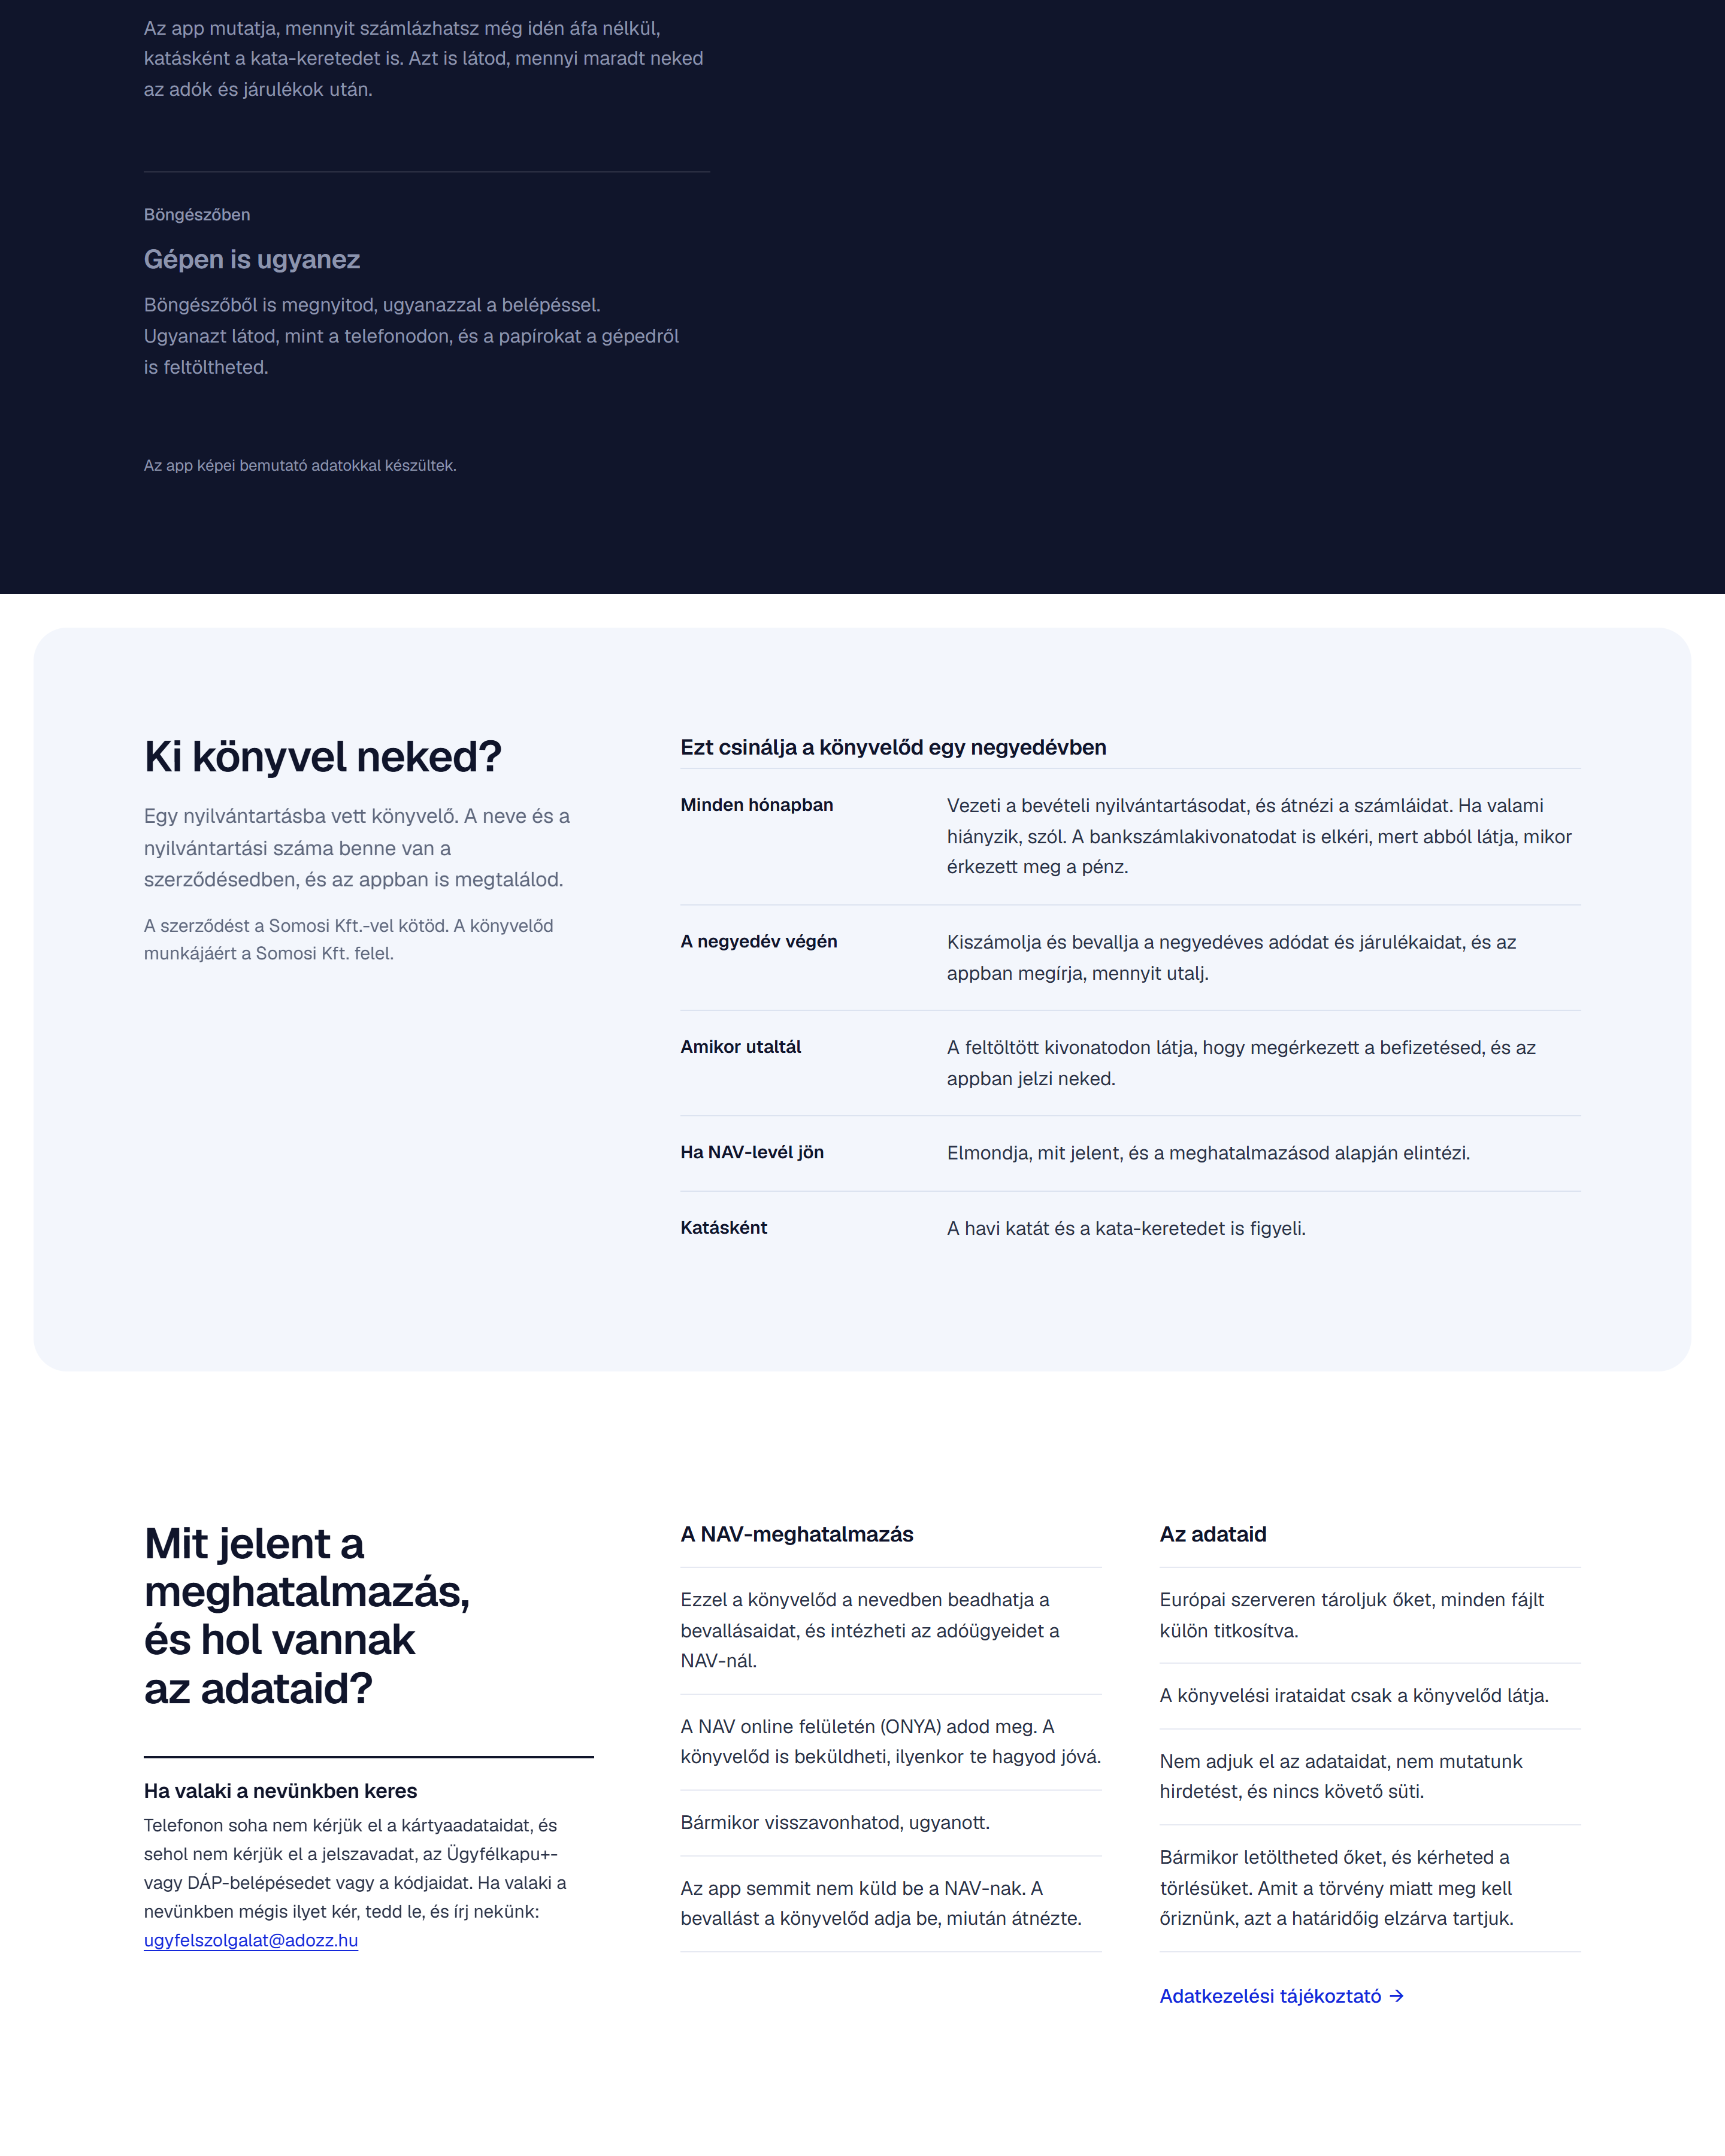 Az app mutatja, mennyit számlázhatsz még idén áfa nélkül,
katásként a kata-keretedet is. Azt is látod, mennyi maradt neked
az adók és járulékok után.
Böngészőben
Gépen is ugyanez
Böngészőből is megnyitod, ugyanazzal a belépéssel.
Ugyanazt látod, mint a telefonodon, és a papírokat a gépedről
is feltöltheted.
Az app képei bemutató adatokkal készültek.
Ki könyvel neked?
Egy nyilvántartásba vett könyvelő. A neve és a
nyilvántartási száma benne van a
szerződésedben, és az appban is megtalálod.
A szerződést a Somosi Kft.-vel kötöd. A könyvelőd
munkájáért a Somosi Kft. felel.
Ezt csinálja a könyvelőd egy negyedévben
Minden hónapban
Vezeti a bevételi nyilvántartásodat, és átnézi a számláidat. Ha valami
hiányzik, szól. A bankszámlakivonatodat is elkéri, mert abból látja, mikor
érkezett meg a pénz.
A negyedév végén
Kiszámolja és bevallja a negyedéves adódat és járulékaidat, és az
appban megírja, mennyit utalj.
Amikor utaltál
A feltöltött kivonatodon látja, hogy megérkezett a befizetésed, és az
appban jelzi neked.
Ha NAV-levél jön
Elmondja, mit jelent, és a meghatalmazásod alapján elintézi.
Katásként
A havi katát és a kata-keretedet is figyeli.
Mit jelent a
meghatalmazás,
és hol vannak
az adataid?
Ha valaki a nevünkben keres
Telefonon soha nem kérjük el a kártyaadataidat, és
sehol nem kérjük el a jelszavadat, az Ügyfélkapu+-
vagy DÁP-belépésedet vagy a kódjaidat. Ha valaki a
nevünkben mégis ilyet kér, tedd le, és írj nekünk:
ugyfelszolgalat@adozz.hu
A NAV-meghatalmazás
Ezzel a könyvelőd a nevedben beadhatja a
bevallásaidat, és intézheti az adóügyeidet a
NAV-nál.
A NAV online felületén (ONYA) adod meg. A
könyvelőd is beküldheti, ilyenkor te hagyod jóvá.
Bármikor visszavonhatod, ugyanott.
Az app semmit nem küld be a NAV-nak. A
bevallást a könyvelőd adja be, miután átnézte.
Az adataid
Európai szerveren tároljuk őket, minden fájlt
külön titkosítva.
A könyvelési irataidat csak a könyvelőd látja.
Nem adjuk el az adataidat, nem mutatunk
hirdetést, és nincs követő süti.
Bármikor letöltheted őket, és kérheted a
törlésüket. Amit a törvény miatt meg kell
őriznünk, azt a határidőig elzárva tartjuk.
Adatkezelési tájékoztató →